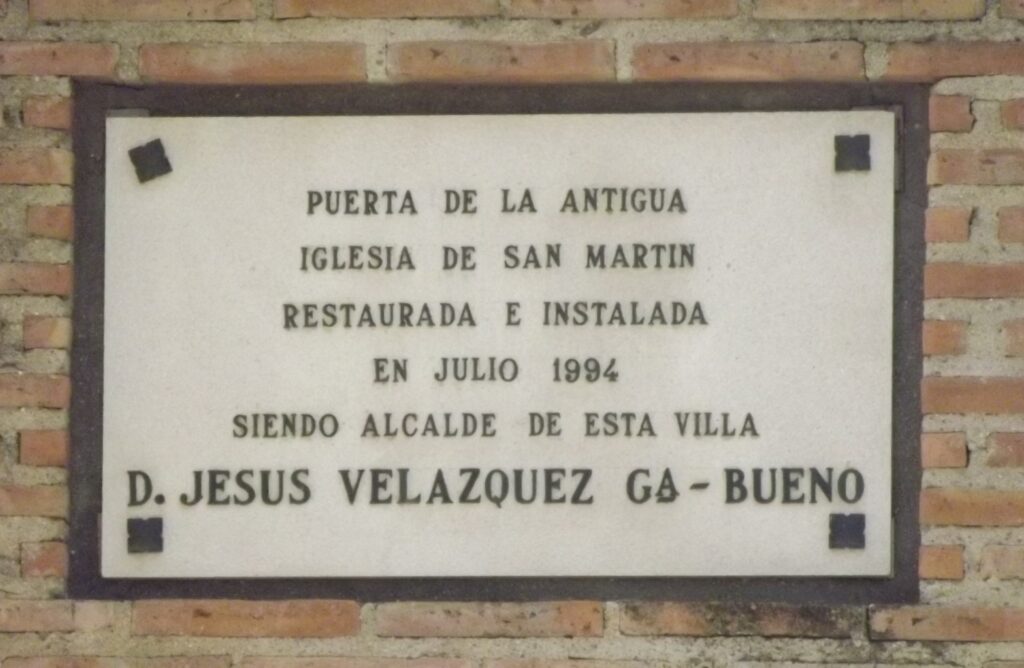 PUERTA DE LA ANTIGUA
IGLESIA DE SAN MARTIN
RESTAURADA E INSTALADA
EN JULIO 1994
SIENDO ALCALDE DE ESTA VILLA
D. JESUS VELAZQUEZ Gª - BUENO